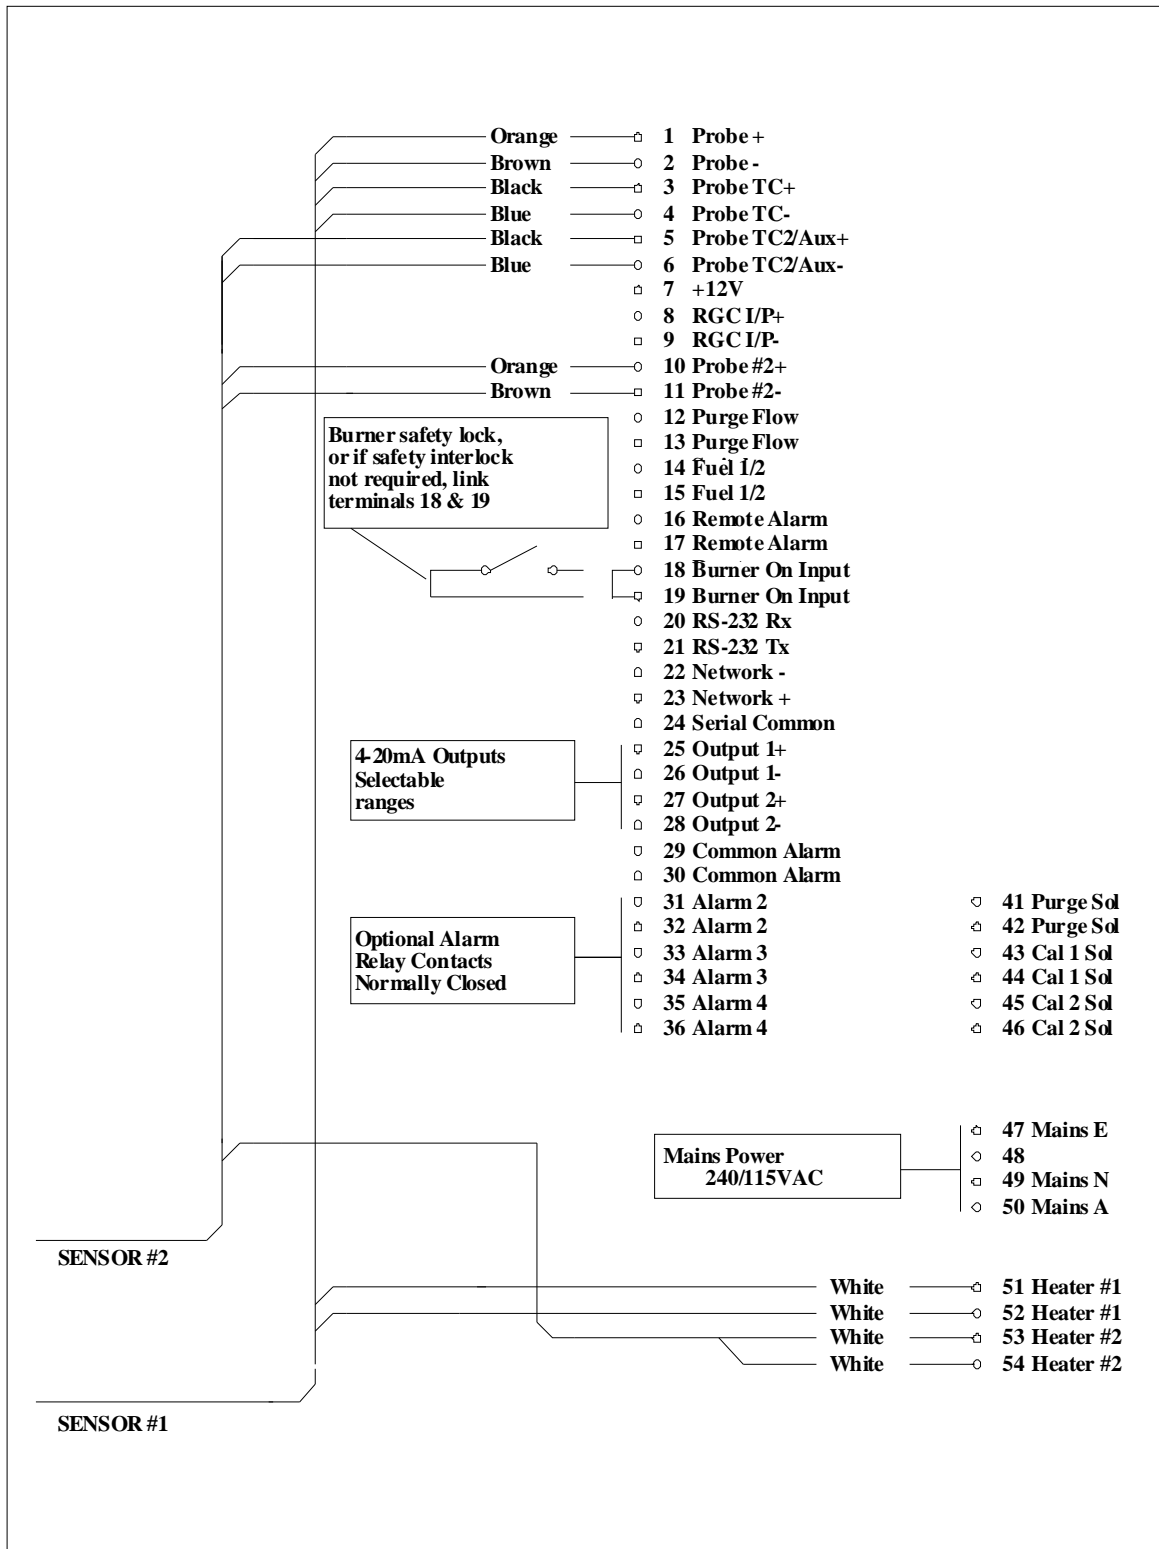 Orange 1 Probe +
Brown 2 Probe -
Black 3 Probe TC+
Blue 4 Probe TC-
Black 5 Probe TC2/Aux+
Blue 6 Probe TC2/Aux-
7 +12V
8 RGC I/P+
9 RGC I/P-
Orange 10 Probe #2+
Brown 11 Probe #2-
12 Purge Flow
13 Purge Flow
14 Fuel 1/2
15 Fuel 1/2
16 Remote Alarm
17 Remote Alarm
18 Burner On Input
19 Burner On Input
20 RS-232 Rx
21 RS-232 Tx
22 Network -
23 Network +
24 Serial Common
25 Output 1+
26 Output 1-
27 Output 2+
28 Output 2-
29 Common Alarm
30 Common Alarm
31 Alarm 2
32 Alarm 2
33 Alarm 3
34 Alarm 3
35 Alarm 4
36 Alarm 4
Burner safety lock,
or if safety interlock
not required, link
terminals 18 & 19
4-20mA Outputs
Selectable
ranges
Optional Alarm
Relay Contacts
Normally Closed
41 Purge Sol
42 Purge Sol
43 Cal 1 Sol
44 Cal 1 Sol
45 Cal 2 Sol
46 Cal 2 Sol
Mains Power
240/115VAC
47 Mains E
48
49 Mains N
50 Mains A
SENSOR #2
White 51 Heater #1
White 52 Heater #1
White 53 Heater #2
White 54 Heater #2
SENSOR #1